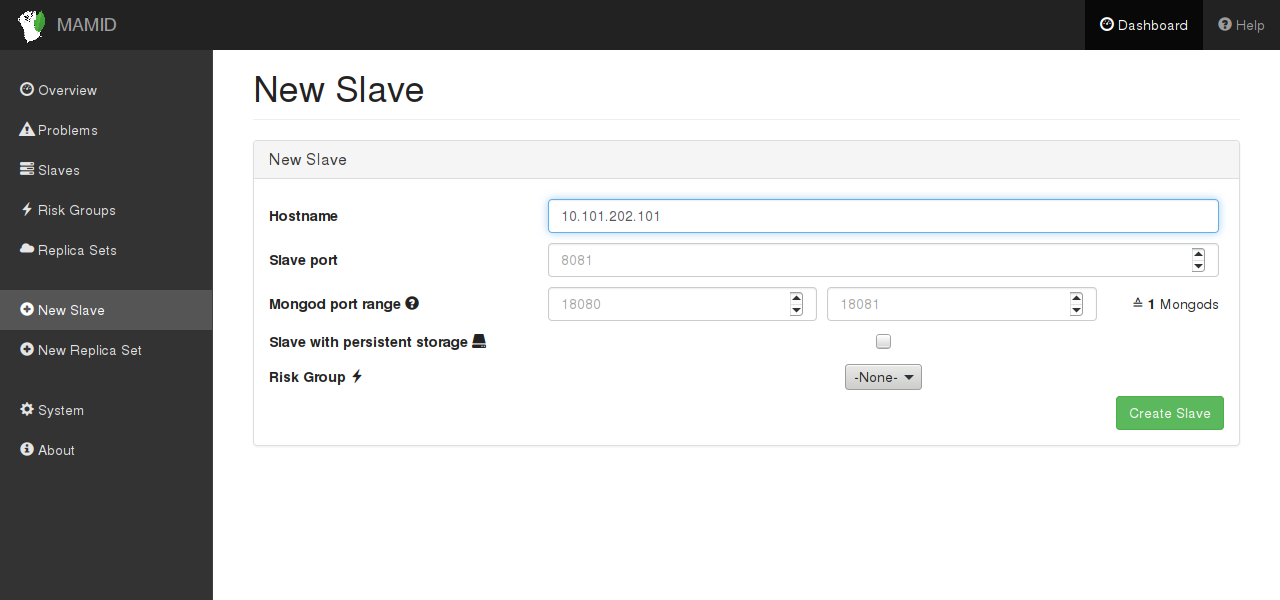 MAMID
Dashboard
Help
Overview
Problems
Slaves
Risk Groups
Replica Sets
New Slave
New Replica Set
System
About
New Slave
New Slave
Hostname
10.101.202.101
Slave port
8081
Mongod port range
18080
18081
≙ 1 Mongods
Slave with persistent storage
Risk Group
-None-
Create Slave